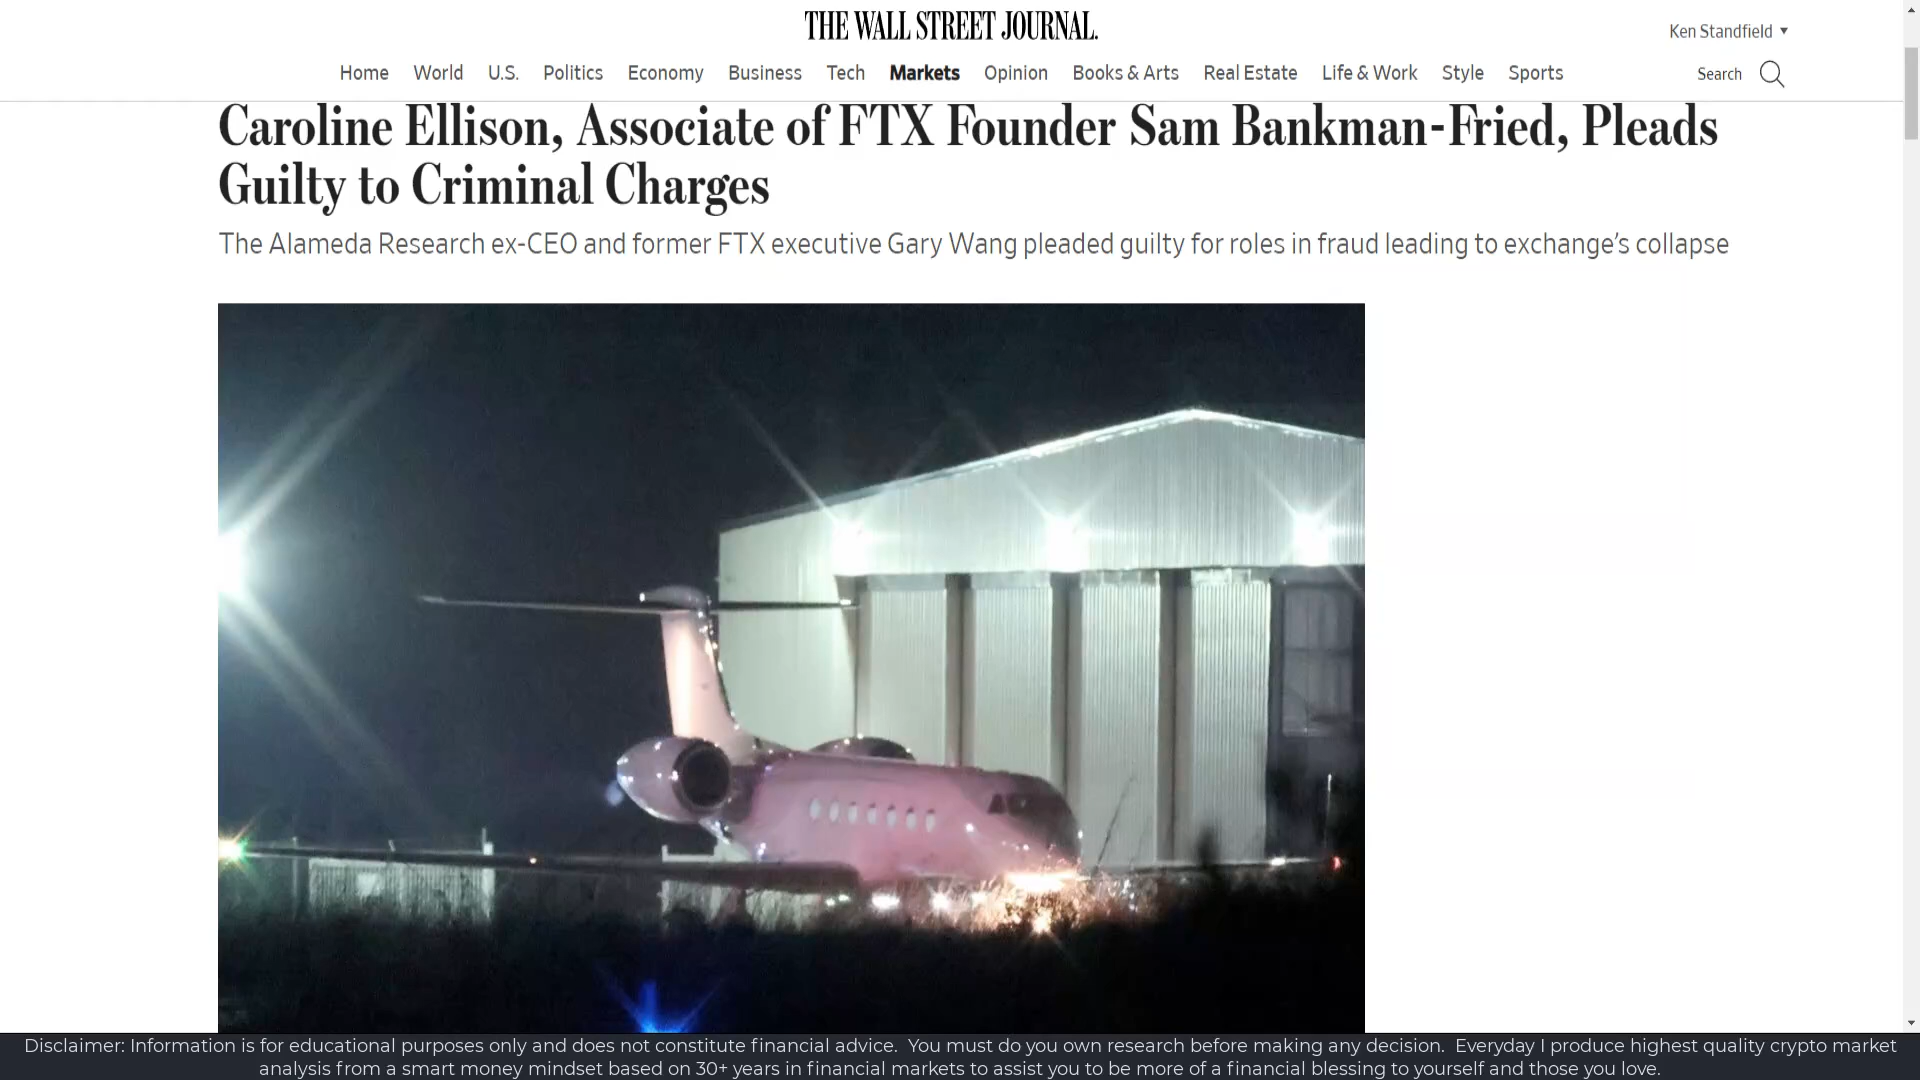 THE WALL STREET JOURNAL.
Ken Standfield ▼
Home World U.S. Politics Economy Business Tech Markets Opinion Books & Arts Real Estate Life & Work Style Sports
Search
Caroline Ellison, Associate of FTX Founder Sam Bankman-Fried, Pleads
Guilty to Criminal Charges
The Alameda Research ex-CEO and former FTX executive Gary Wang pleaded guilty for roles in fraud leading to exchange’s collapse
Disclaimer: Information is for educational purposes only and does not constitute financial advice. You must do you own research before making any decision. Everyday I produce highest quality crypto market
analysis from a smart money mindset based on 30+ years in financial markets to assist you to be more of a financial blessing to yourself and those you love.